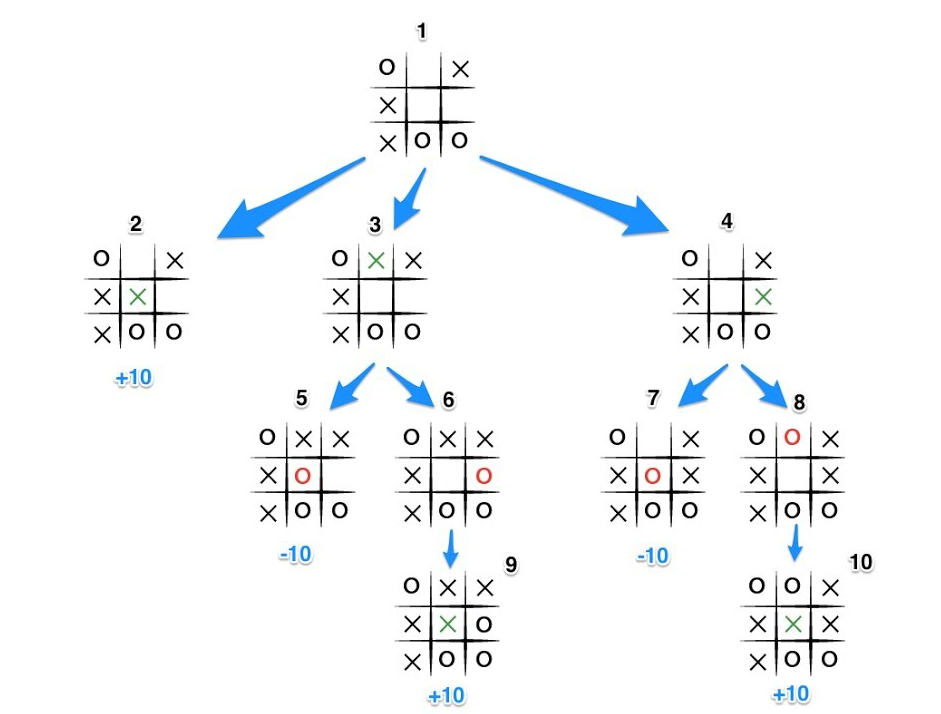 1
O X
X
X O O
2
3
4
O X
O X X
O X
X X
X
X X
X O O
X O O
X O O
+10
5
6
7
8
O X X
O X X
O X
O O X
X O
X O
X O X
X X
X O O
X O O
X O O
X O O
-10
-10
9
10
O X X
O O X
X X O
X X X
X O O
X O O
+10
+10